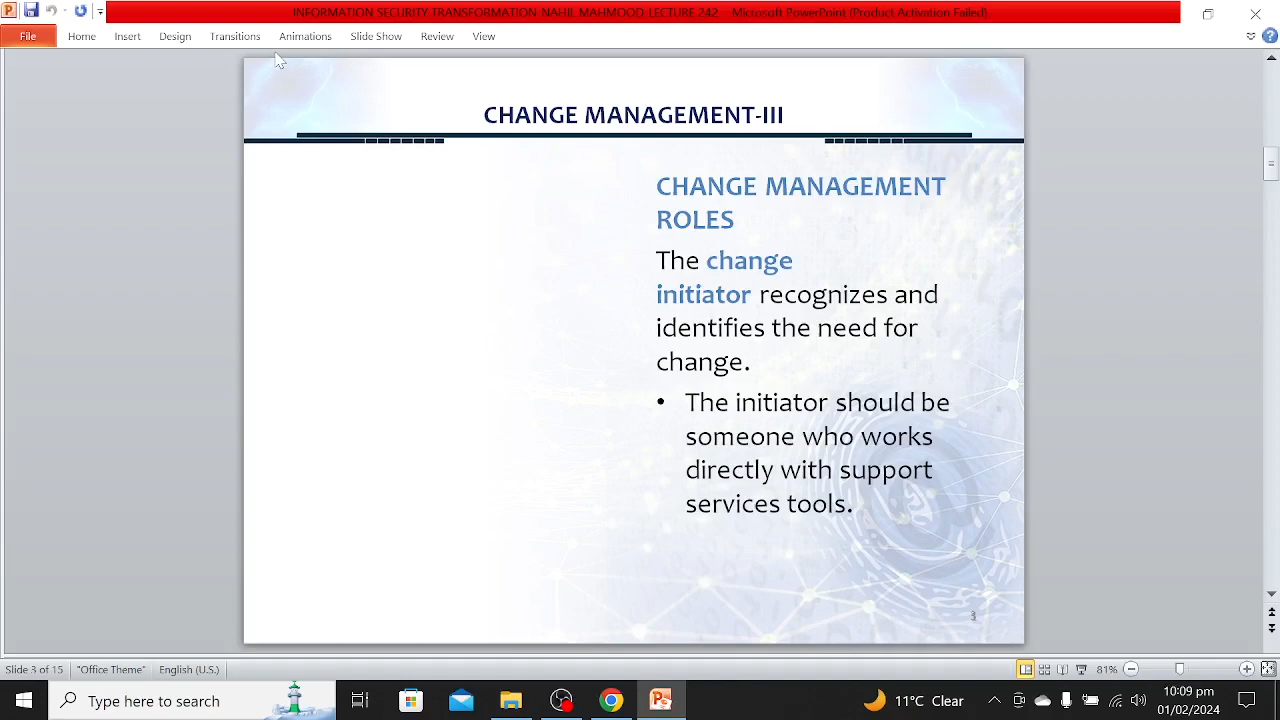 INFORMATION SECURITY TRANSFORMATION-NAHIL MAHMOOD-LECTURE 242 - Microsoft PowerPoint (Product Activation Failed)
File Home Insert Design Transitions Animations Slide Show Review View
CHANGE MANAGEMENT-III
CHANGE MANAGEMENT
ROLES
The change
initiator recognizes and
identifies the need for
change.
• The initiator should be
someone who works
directly with support
services tools.
3
Slide 3 of 15 "Office Theme" English (U.S.) 81%
Type here to search 11°C Clear 10:09 pm
01/02/2024